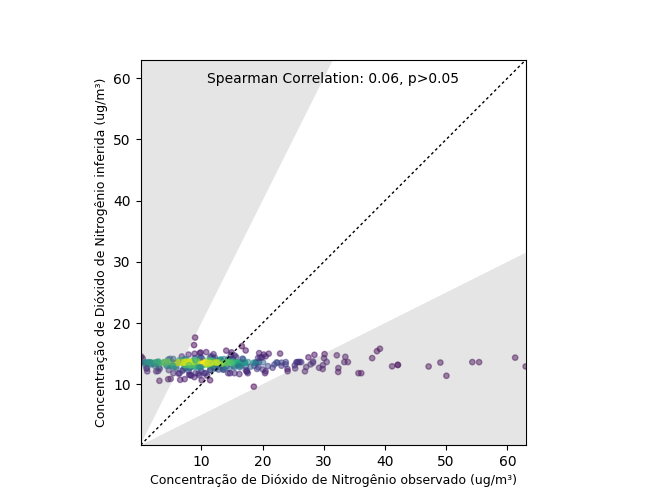 Spearman Correlation: 0.06, p>0.05
Concentração de Dióxido de Nitrogênio inferida (ug/m³)
60
50
40
30
20
10
10 20 30 40 50 60
Concentração de Dióxido de Nitrogênio observado (ug/m³)